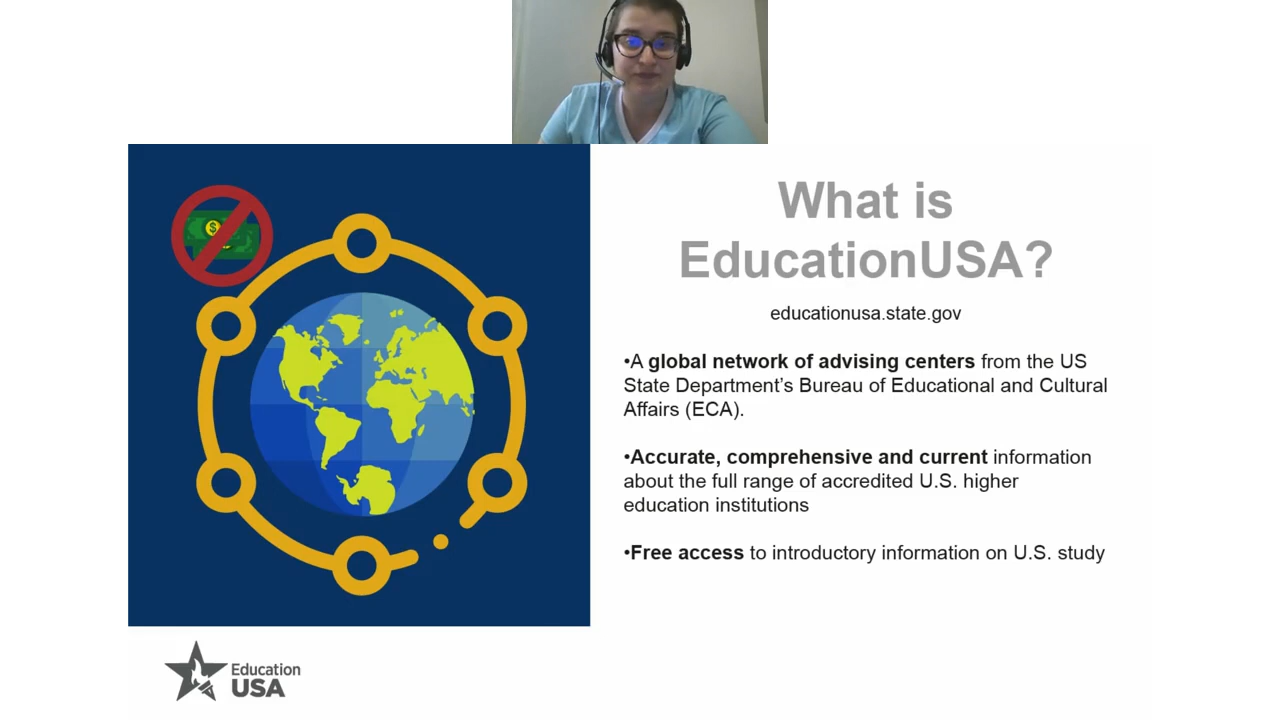 $
What is
EducationUSA?
educationusa.state.gov
•A global network of advising centers from the US
State Department's Bureau of Educational and Cultural
Affairs (ECA).
•Accurate, comprehensive and current information
about the full range of accredited U.S. higher
education institutions
•Free access to introductory information on U.S. study
Education
USA